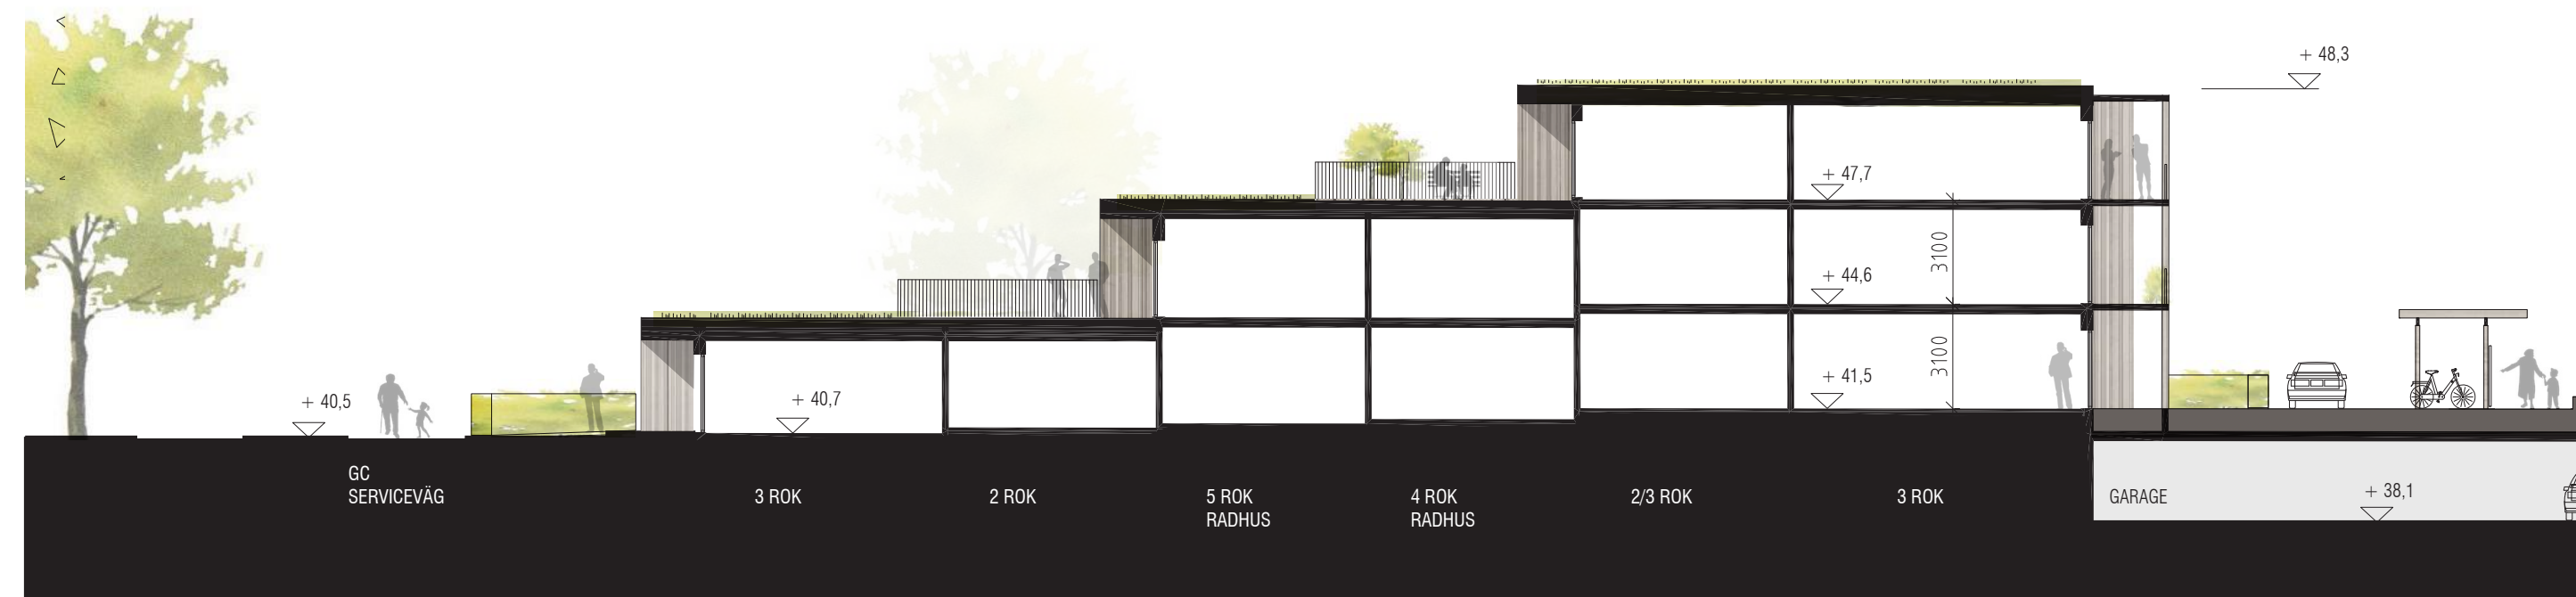 + 48,3
+ 47,7
3100
+ 44,6
3100
+ 41,5
+ 40,5
+ 40,7
GC
SERVICEVÄG
3 ROK
2 ROK
5 ROK
RADHUS
4 ROK
RADHUS
2/3 ROK
3 ROK
GARAGE
+ 38,1